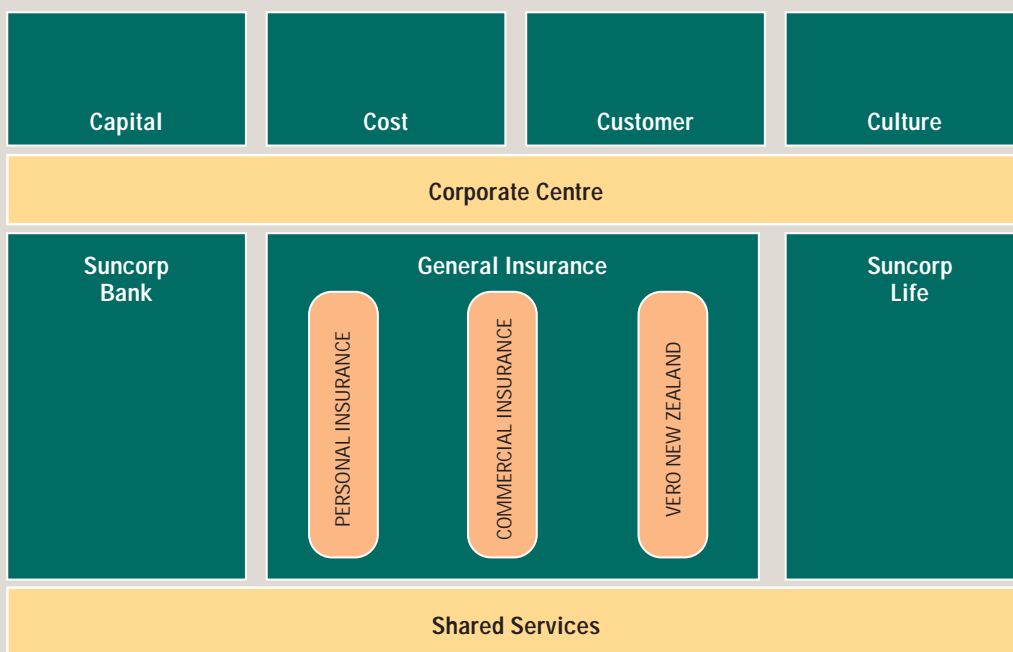 Capital
Cost
Customer
Culture
Corporate Centre
Suncorp
Bank
General Insurance
PERSONAL INSURANCE
COMMERCIAL INSURANCE
VERO NEW ZEALAND
Suncorp
Life
Shared Services